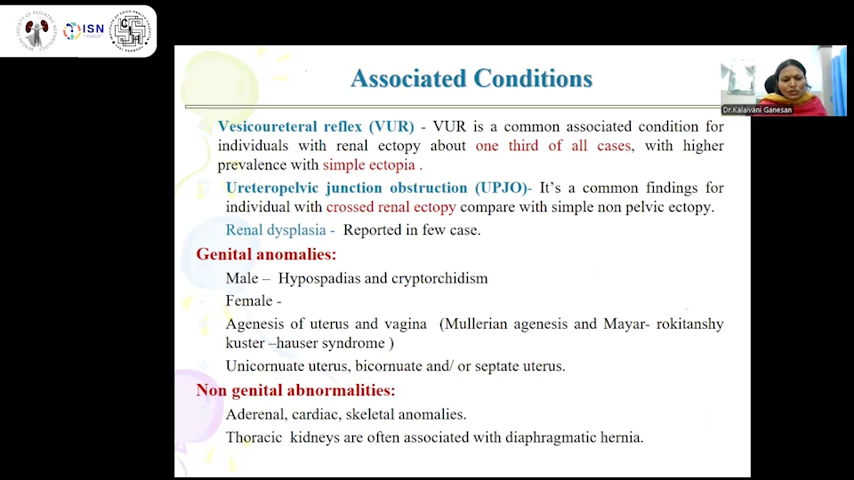 ISN
Associated Conditions
Dr.Kalaivani Ganesan
Vesicoureteral reflex (VUR) - VUR is a common associated condition for
individuals with renal ectopy about one third of all cases, with higher
prevalence with simple ectopia .
Ureteropelvic junction obstruction (UPJO)- It's a common findings for
individual with crossed renal ectopy compare with simple non pelvic ectopy.
Renal dysplasia - Reported in few case.
Genital anomalies:
Male – Hypospadias and cryptorchidism
Female -
Agenesis of uterus and vagina (Mullerian agenesis and Mayar- rokitanshy
kuster –hauser syndrome )
Unicornuate uterus, bicornuate and/ or septate uterus.
Non genital abnormalities:
Aderenal, cardiac, skeletal anomalies.
Thoracic kidneys are often associated with diaphragmatic hernia.